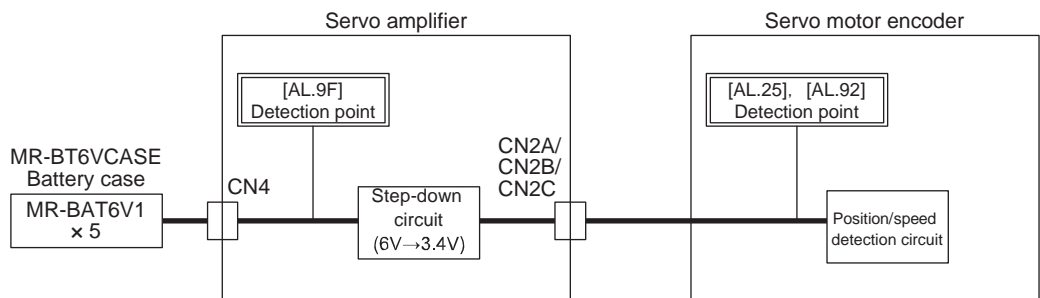 Servo amplifier
Servo motor encoder
[AL.9F]
Detection point
[AL.25], [AL.92]
Detection point
MR-BT6VCASE
Battery case
MR-BAT6V1
× 5
CN4
Step-down
circuit
(6V→3.4V)
CN2A/
CN2B/
CN2C
Position/speed
detection circuit